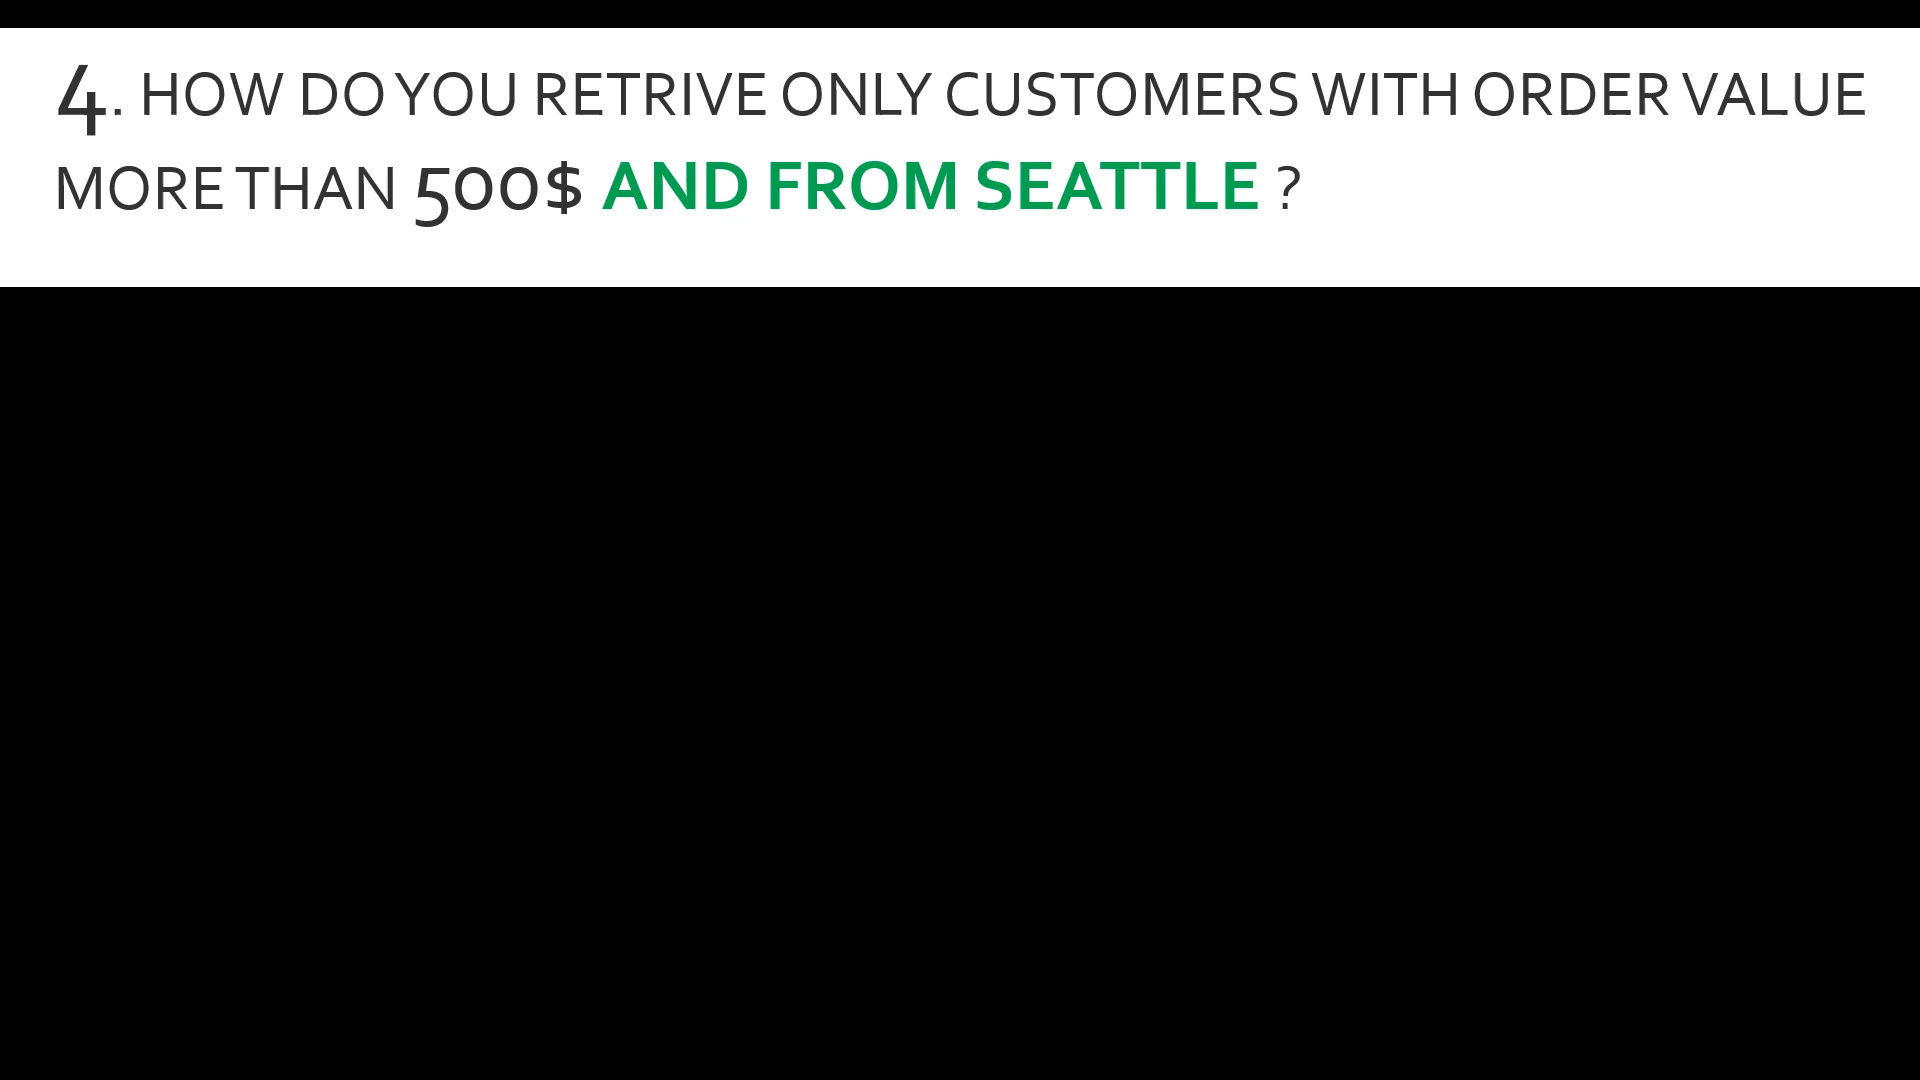 4. HOW DO YOU RETRIVE ONLY CUSTOMERS WITH ORDER VALUE
MORE THAN 500$ AND FROM SEATTLE ?